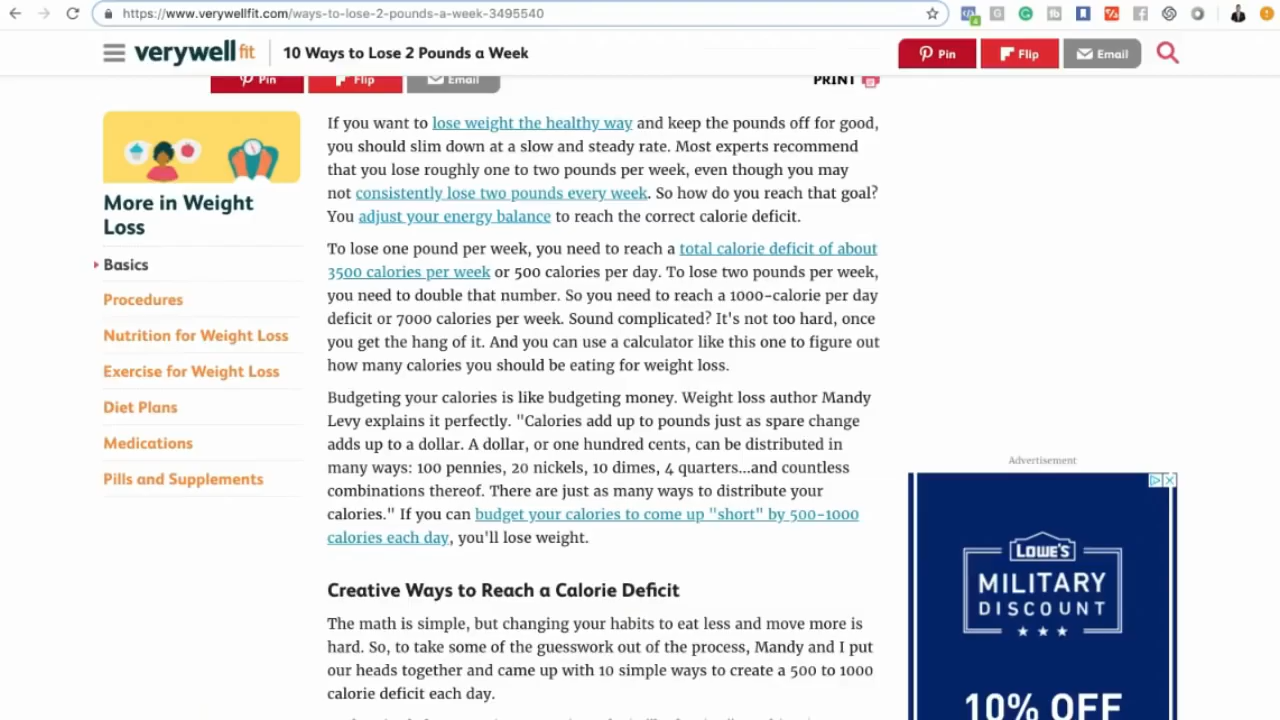 https://www.verywellfit.com/ways-to-lose-2-pounds-a-week-3495540
verywell fit
10 Ways to Lose 2 Pounds a Week
Pin
Flip
Email
Pin
Flip
Email
PRINT
More in Weight
Loss
Basics
Procedures
Nutrition for Weight Loss
Exercise for Weight Loss
Diet Plans
Medications
Pills and Supplements
If you want to lose weight the healthy way and keep the pounds off for good,
you should slim down at a slow and steady rate. Most experts recommend
that you lose roughly one to two pounds per week, even though you may
not consistently lose two pounds every week. So how do you reach that goal?
You adjust your energy balance to reach the correct calorie deficit.
To lose one pound per week, you need to reach a total calorie deficit of about
3500 calories per week or 500 calories per day. To lose two pounds per week,
you need to double that number. So you need to reach a 1000-calorie per day
deficit or 7000 calories per week. Sound complicated? It's not too hard, once
you get the hang of it. And you can use a calculator like this one to figure out
how many calories you should be eating for weight loss.
Budgeting your calories is like budgeting money. Weight loss author Mandy
Levy explains it perfectly. "Calories add up to pounds just as spare change
adds up to a dollar. A dollar, or one hundred cents, can be distributed in
many ways: 100 pennies, 20 nickels, 10 dimes, 4 quarters...and countless
combinations thereof. There are just as many ways to distribute your
calories." If you can budget your calories to come up "short" by 500-1000
calories each day, you'll lose weight.
Creative Ways to Reach a Calorie Deficit
The math is simple, but changing your habits to eat less and move more is
hard. So, to take some of the guesswork out of the process, Mandy and I put
our heads together and came up with 10 simple ways to create a 500 to 1000
calorie deficit each day.
Advertisement
LOWE'S
MILITARY
DISCOUNT
10% OFF